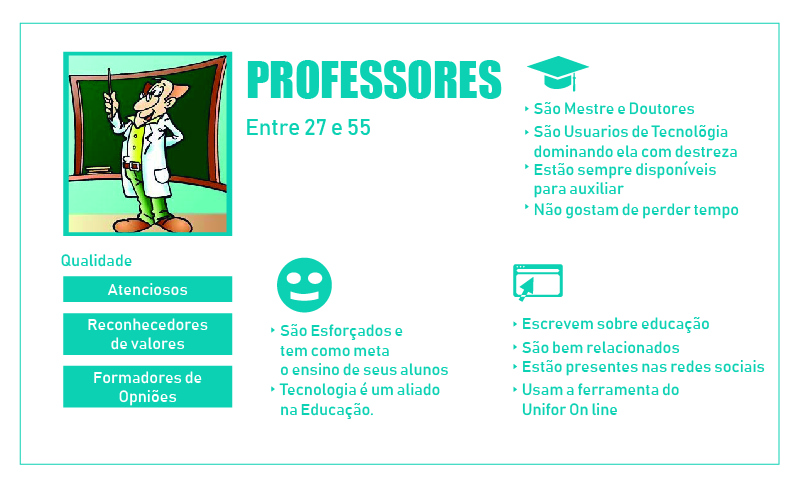 PROFESSORES
Entre 27 e 55
São Mestre e Doutores
São Usuarios de Tecnolõgia
dominando ela com destreza
Estão sempre disponíveis
para auxiliar
Não gostam de perder tempo
Qualidade
Atenciosos
Reconhecedores
de valores
Formadores de
Opniões
São Esforçados e
tem como meta
o ensino de seus alunos
Tecnologia é um aliado
na Educação.
Escrevem sobre educação
São bem relacionados
Estão presentes nas redes sociais
Usam a ferramenta do
Unifor On line